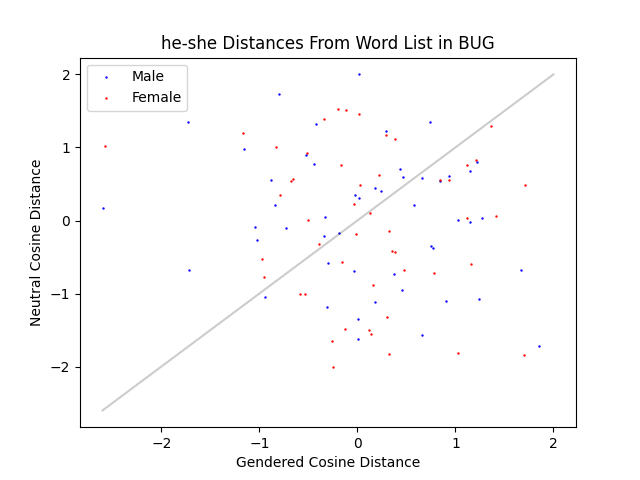 he-she Distances From Word List in BUG
Male
Female
Neutral Cosine Distance
2
1
0
−1
−2
−2
−1
0
1
2
Gendered Cosine Distance